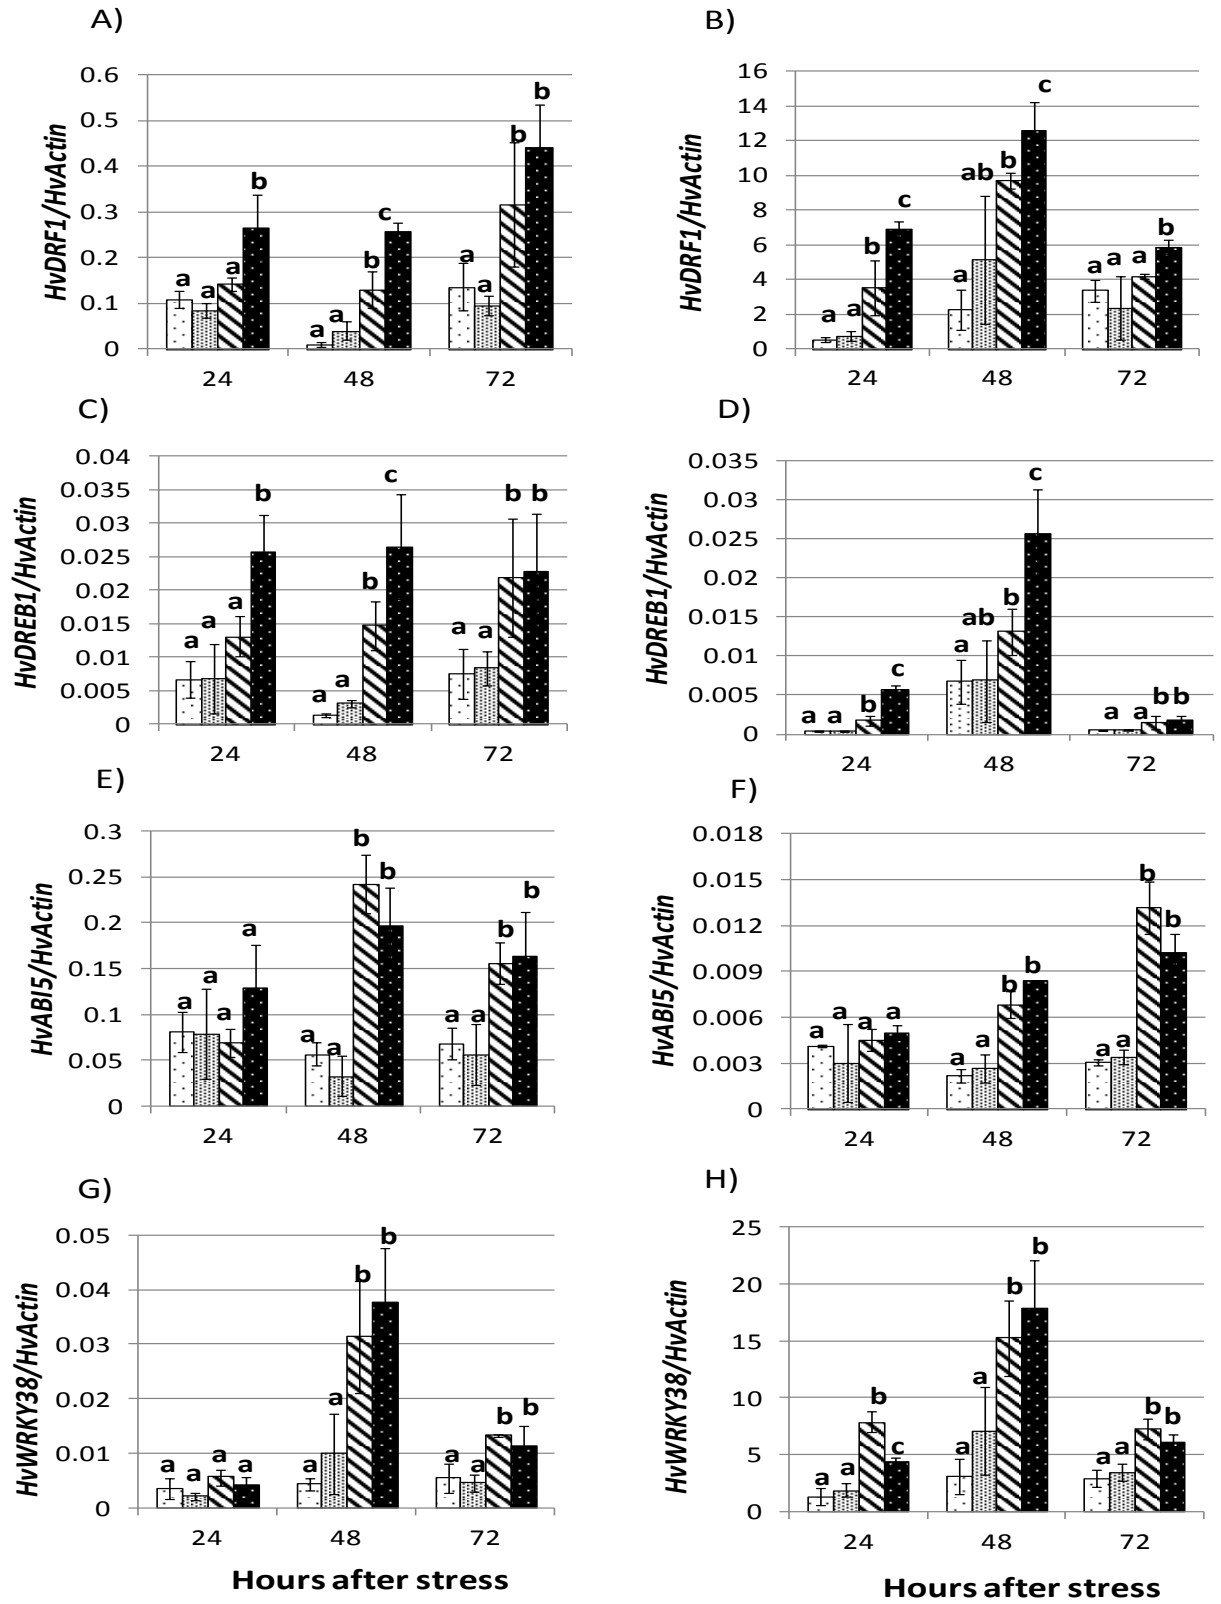 A)
HvDRF1/HvActin
0.6
0.5
0.4
0.3
0.2
0.1
0
a a a b
a a b c
a a b b
24 48 72
B)
HvDRF1/HvActin
16
14
12
10
8
6
4
2
0
a a b c
a ab b c
a a a b
24 48 72
C)
HvDREB1/HvActin
0.04
0.035
0.03
0.025
0.02
0.015
0.01
0.005
0
a a a b
a a b c
a a b b
24 48 72
D)
HvDREB1/HvActin
0.035
0.03
0.025
0.02
0.015
0.01
0.005
0
a a b c
a ab b c
a a b b
24 48 72
E)
HvABI5/HvActin
0.3
0.25
0.2
0.15
0.1
0.05
0
a a a a
a a b b
a a b b
24 48 72
F)
HvABI5/HvActin
0.018
0.015
0.012
0.009
0.006
0.003
0
a a a a
a a b b
a a b b
24 48 72
G)
HvWRKY38/HvActin
0.05
0.04
0.03
0.02
0.01
0
a a a a
a a b b
a a b b
24 48 72
Hours after stress
H)
HvWRKY38/HvActin
25
20
15
10
5
0
a a b c
a a b b
a a b b
24 48 72
Hours after stress